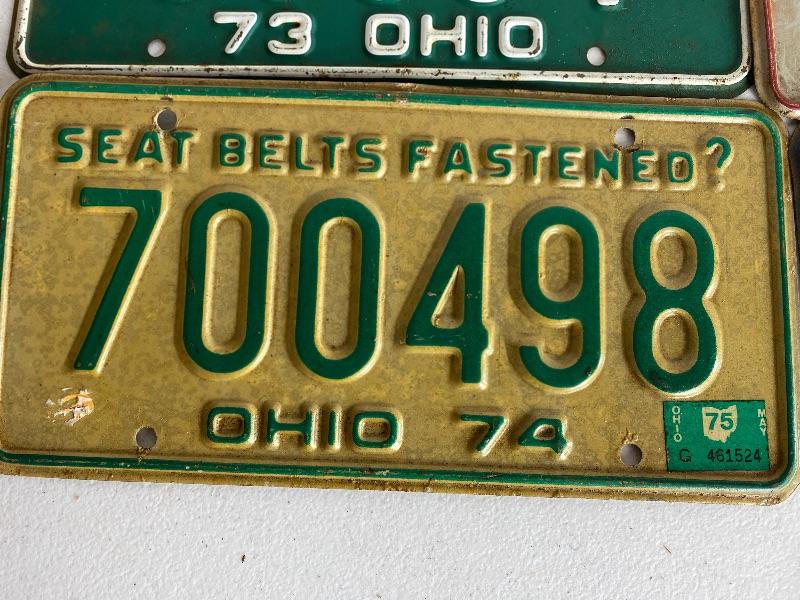 73 OHIO
SEAT BELTS FASTENED?
700498
OHIO 74
OHIO 75 MAY
G 461524